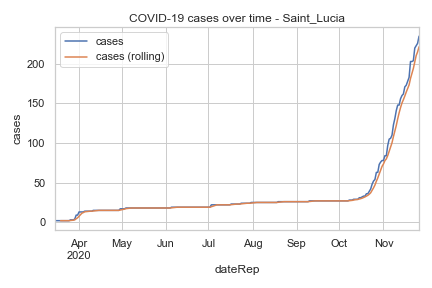 COVID-19 cases over time - Saint_Lucia
cases
cases (rolling)
cases
200
150
100
50
0
Apr May Jun Jul Aug Sep Oct Nov
2020
dateRep